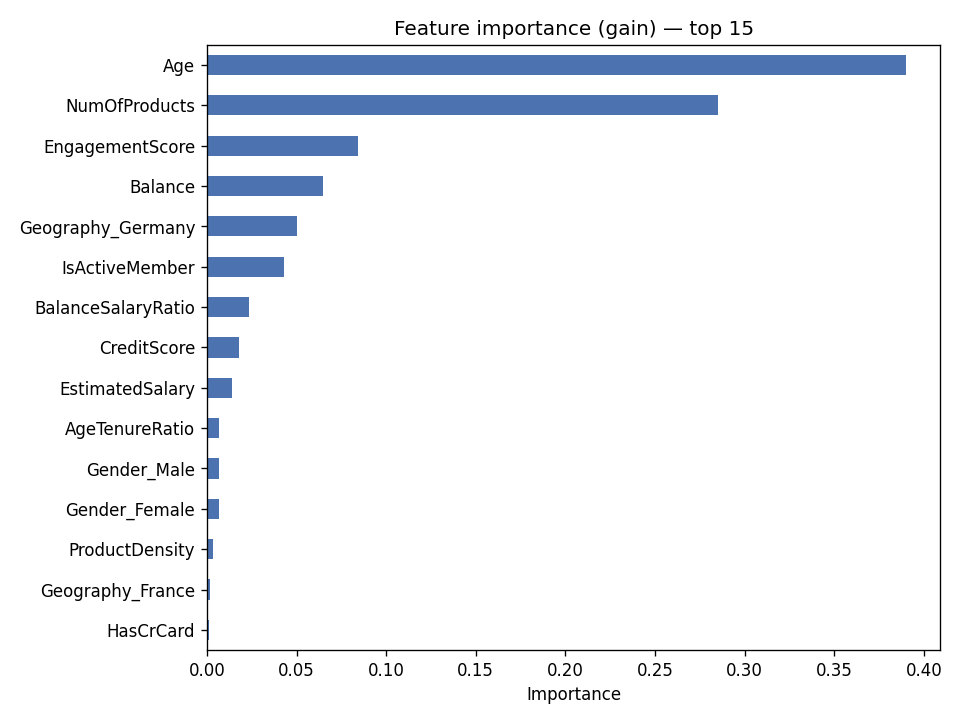 Feature importance (gain) — top 15
Age
NumOfProducts
EngagementScore
Balance
Geography_Germany
IsActiveMember
BalanceSalaryRatio
CreditScore
EstimatedSalary
AgeTenureRatio
Gender_Male
Gender_Female
ProductDensity
Geography_France
HasCrCard
0.00 0.05 0.10 0.15 0.20 0.25 0.30 0.35 0.40
Importance